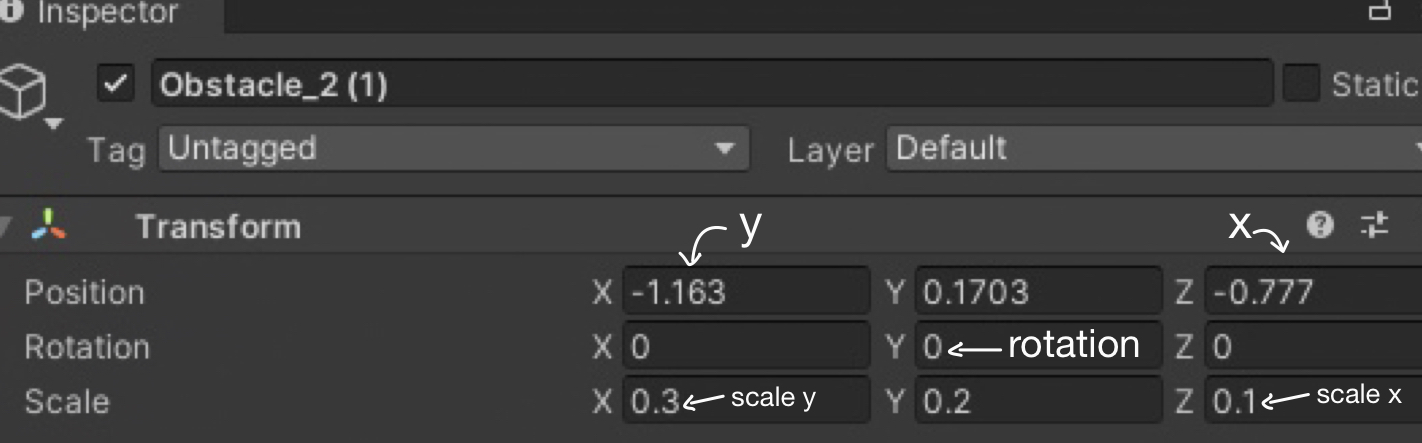 Inspector
Obstacle_2 (1) Static
Tag Untagged Layer Default
Transform
y x
Position X -1.163 Y 0.1703 Z -0.777
Rotation X 0 Y 0 rotation Z 0
Scale X 0.3 scale y Y 0.2 Z 0.1 scale x